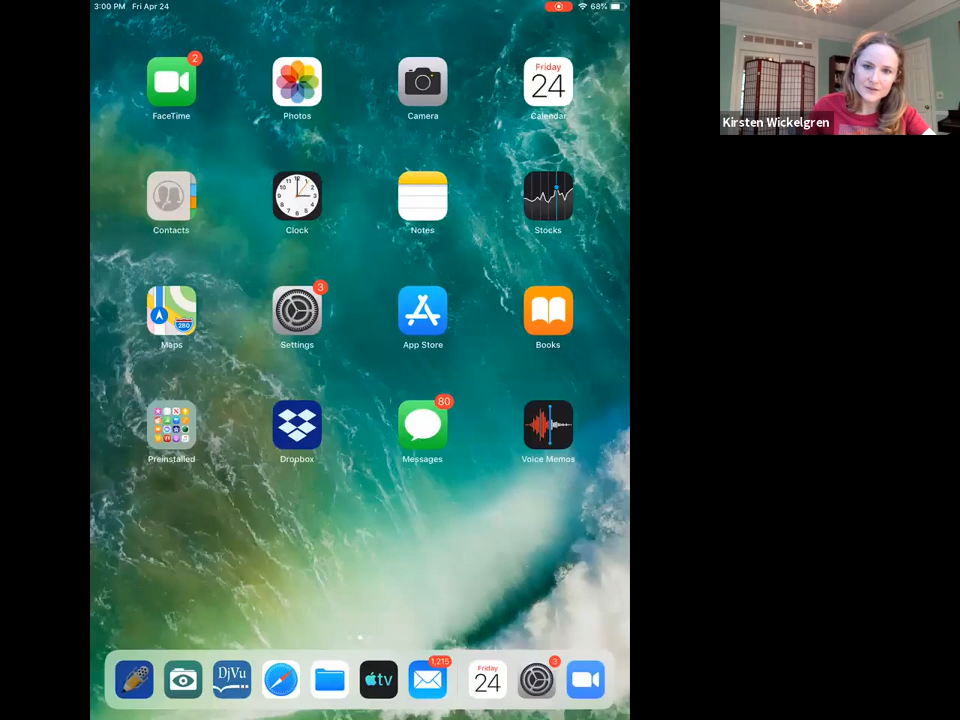 3:00 PM Fri Apr 24
68%
Kirsten Wickelgren
2
Friday
24
FaceTime
Photos
Camera
Calendar
Contacts
Clock
Notes
Stocks
280
3
Maps
Settings
App Store
Books
80
Preinstalled
Dropbox
Messages
Voice Memos
DjVu
tv
1,215
Friday
24
3